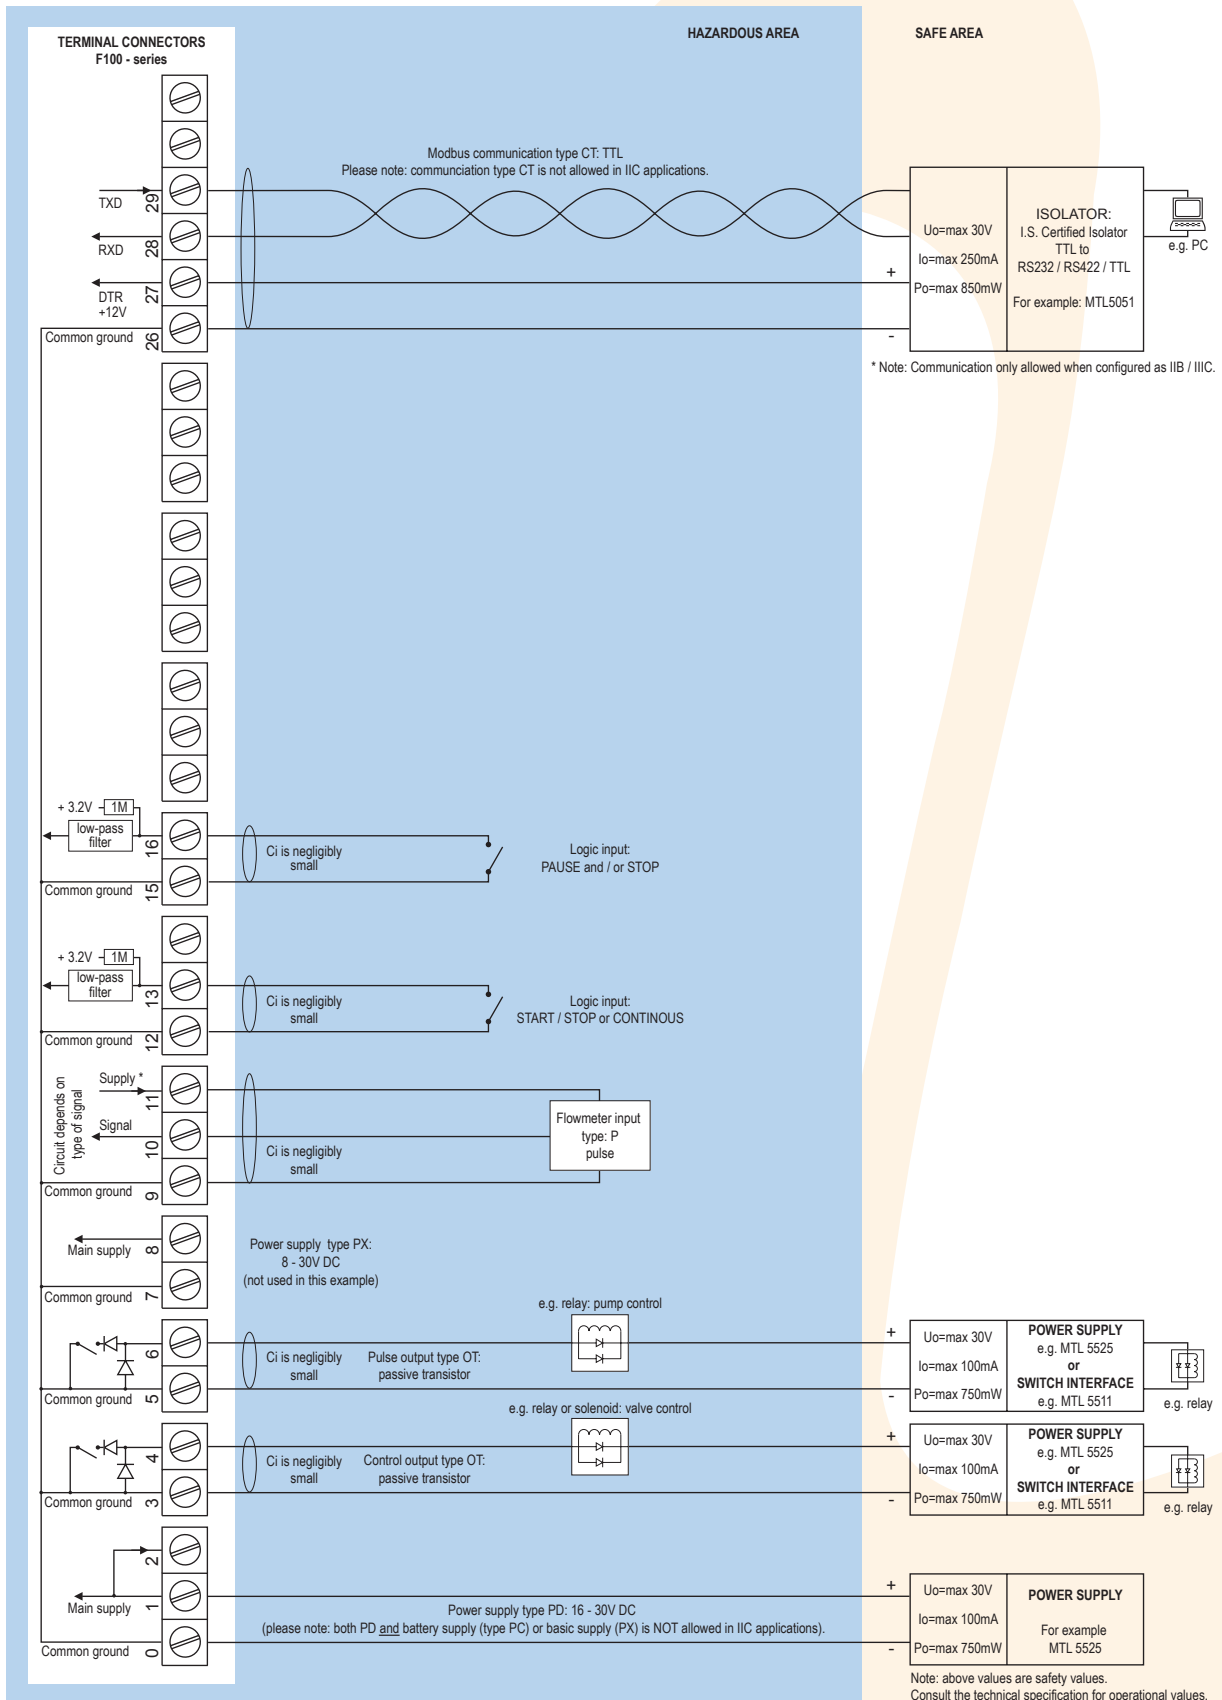 HAZARDOUS AREA
SAFE AREA
TERMINAL CONNECTORS
F100 - series
Modbus communication type CT: TTL
Please note: communciation type CT is not allowed in IIC applications.
TXD
29
RXD
28
DTR
+12V
27
Common ground
26
+
-
Uo=max 30V
Io=max 250mA
Po=max 850mW
ISOLATOR:
I.S. Certified Isolator
TTL to
RS232 / RS422 / TTL
For example: MTL5051
e.g. PC
* Note: Communication only allowed when configured as IIB / IIIC.
+ 3.2V
1M
low-pass
filter
16
Common ground
15
Ci is negligibly
small
Logic input:
PAUSE and / or STOP
+ 3.2V
1M
low-pass
filter
13
Common ground
12
Ci is negligibly
small
Logic input:
START / STOP or CONTINOUS
Circuit depends on
type of signal
Supply *
11
Signal
10
Common ground
9
Ci is negligibly
small
Flowmeter input
type: P
pulse
Main supply
8
Common ground
7
Power supply type PX:
8 - 30V DC
(not used in this example)
e.g. relay: pump control
6
Common ground
5
Ci is negligibly
small
Pulse output type OT:
passive transistor
+
-
Uo=max 30V
Io=max 100mA
Po=max 750mW
POWER SUPPLY
e.g. MTL 5525
or
SWITCH INTERFACE
e.g. MTL 5511
e.g. relay
e.g. relay or solenoid: valve control
4
Common ground
3
Ci is negligibly
small
Control output type OT:
passive transistor
+
-
Uo=max 30V
Io=max 100mA
Po=max 750mW
POWER SUPPLY
e.g. MTL 5525
or
SWITCH INTERFACE
e.g. MTL 5511
e.g. relay
2
Main supply
1
Common ground
0
Power supply type PD: 16 - 30V DC
(please note: both PD and battery supply (type PC) or basic supply (PX) is NOT allowed in IIC applications).
+
-
Uo=max 30V
Io=max 100mA
Po=max 750mW
POWER SUPPLY
For example
MTL 5525
Note: above values are safety values.
Consult the technical specification for operational values.